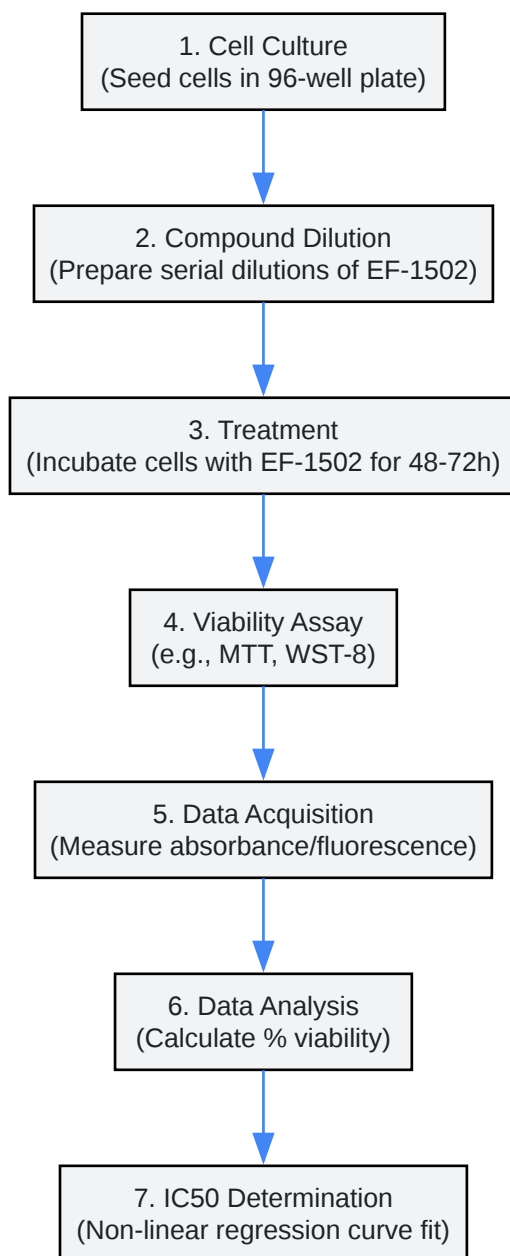 1. Cell Culture
(Seed cells in 96-well plate)
2. Compound Dilution
(Prepare serial dilutions of EF-1502)
3. Treatment
(Incubate cells with EF-1502 for 48-72h)
4. Viability Assay
(e.g., MTT, WST-8)
5. Data Acquisition
(Measure absorbance/fluorescence)
6. Data Analysis
(Calculate % viability)
7. IC50 Determination
(Non-linear regression curve fit)